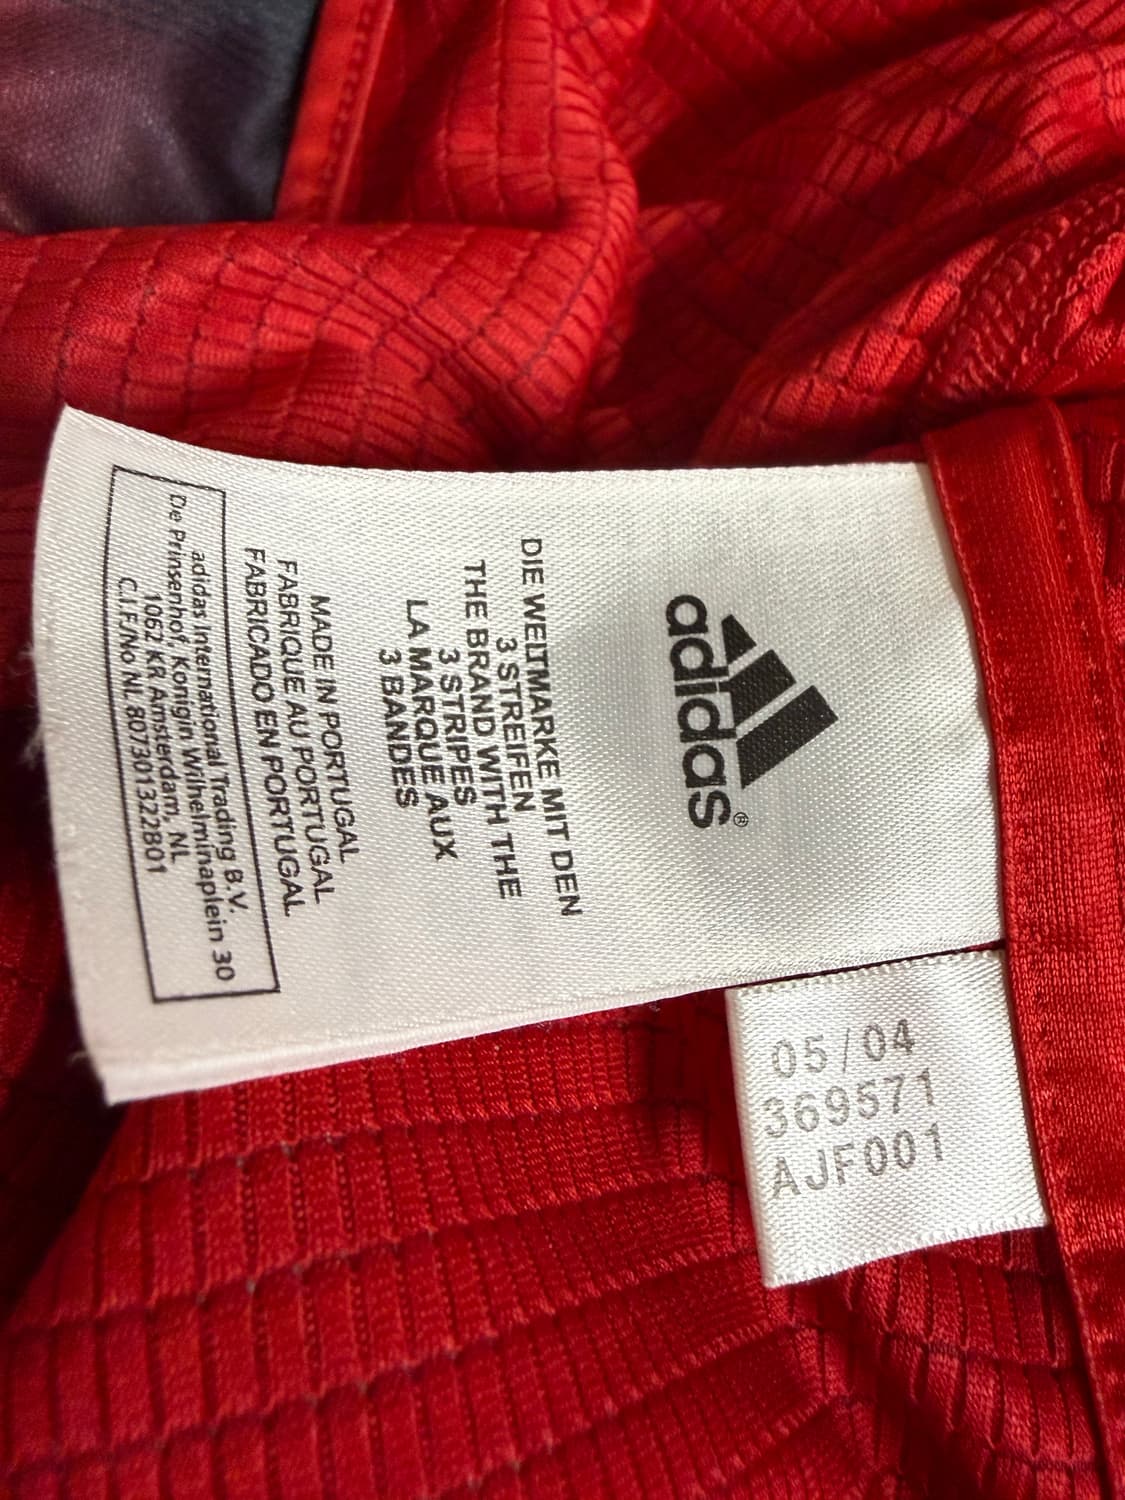 adidas®
DIE WELTMARKE MIT DEN
3 STREIFEN
THE BRAND WITH THE
3 STRIPES
LA MARQUE AUX
3 BANDES
MADE IN PORTUGAL
FABRIQUE AU PORTUGAL
FABRICADO EN PORTUGAL
adidas International Trading B.V.
De Prinsenhof, Konigin Wilhelminaplein 30
1062 KR Amsterdam, NL
C.I.F./No NL 807301322B01
05/04
369571
AJF001